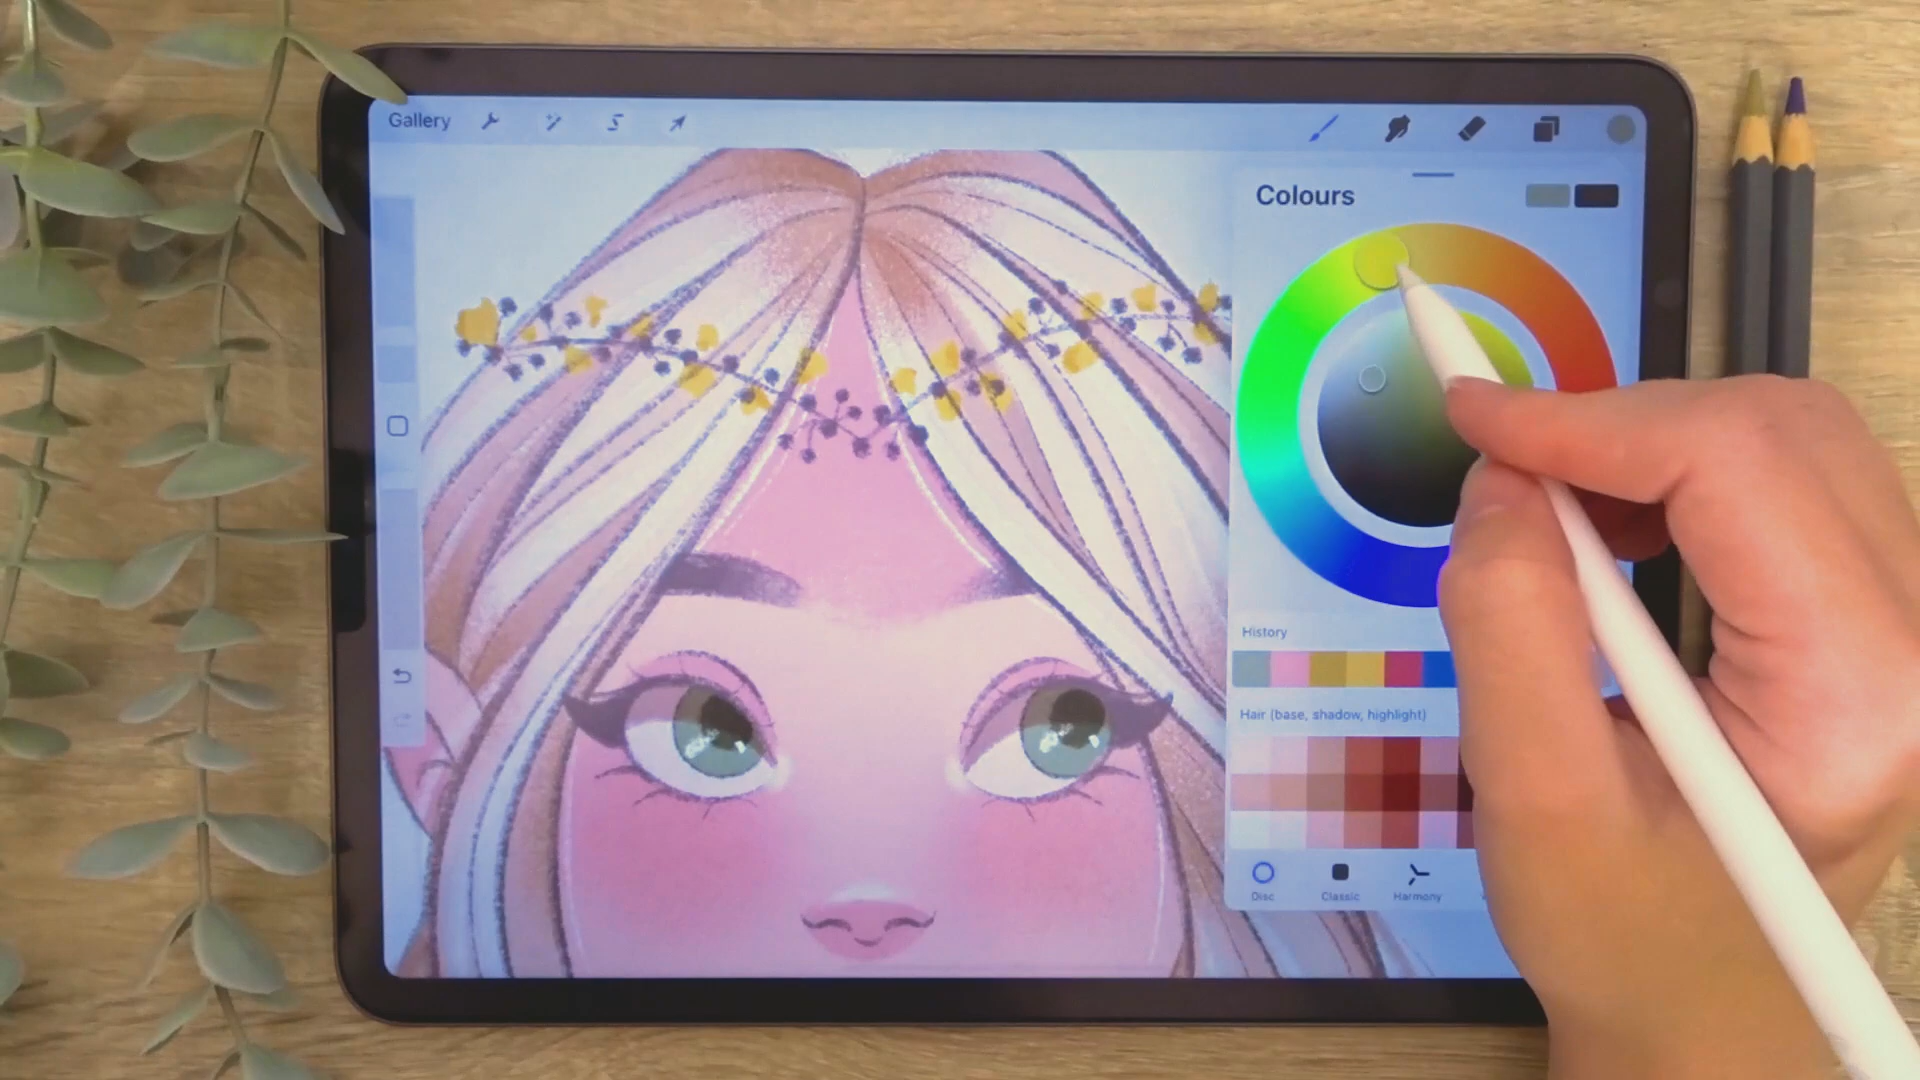 Gallery
Colours
History
Hair (base, shadow, highlight)
Disc
Classic
Harmony